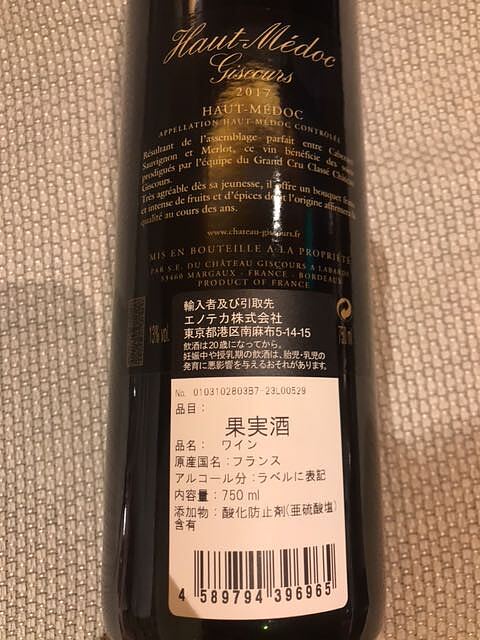 Haut-Médoc
Giscours
2017
HAUT-MÉDOC
APPELLATION HAUT-MÉDOC CONTRÔLÉE
Résultant de l'assemblage parfait entre
Sauvignon et Merlot, ce vin bénéficie des
prodigués par l'équipe du Grand Cru Classé
Giscours.
Très agréable dès sa jeunesse, il offre un bouquet
et intense de fruits et d'épices dont l'origine affirmera
qualité au cours des ans.
www.chateau-giscours.fr
MIS EN BOUTEILLE A LA PROPRIÉTÉ
PAR S.E. DU CHÂTEAU GISCOURS A LABARDE
33460 MARGAUX - FRANCE - BORDEAUX
PRODUCT OF FRANCE
13% vol.
750 ml
輸入者及び引取先
エノテカ株式会社
東京都港区南麻布5-14-15
飲酒は20歳になってから。
妊娠中や授乳期の飲酒は、胎児・乳児の
発育に悪影響を与えるおそれがあります。
No. 0103102803B7-23L00529
品目：
果実酒
品名： ワイン
原産国名：フランス
アルコール分：ラベルに表記
内容量：750 ml
添加物：酸化防止剤(亜硫酸塩)
含有
4 589794 396965